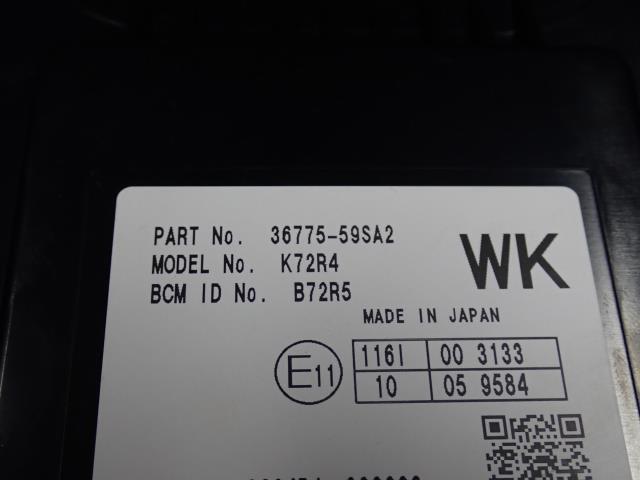 PART No. 36775-59SA2
MODEL No. K72R4
BCM ID No. B72R5
WK
MADE IN JAPAN
E11
116I 00 3133
10 05 9584